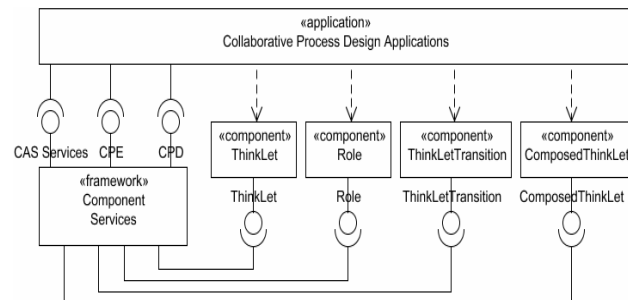 «application»
Collaborative Process Design Applications
CAS Services
CPE
CPD
«component»
ThinkLet
«component»
Role
«component»
ThinkLetTransition
«component»
ComposedThinkLet
«framework»
Component
Services
ThinkLet
Role
ThinkLetTransition
ComposedThinkLet